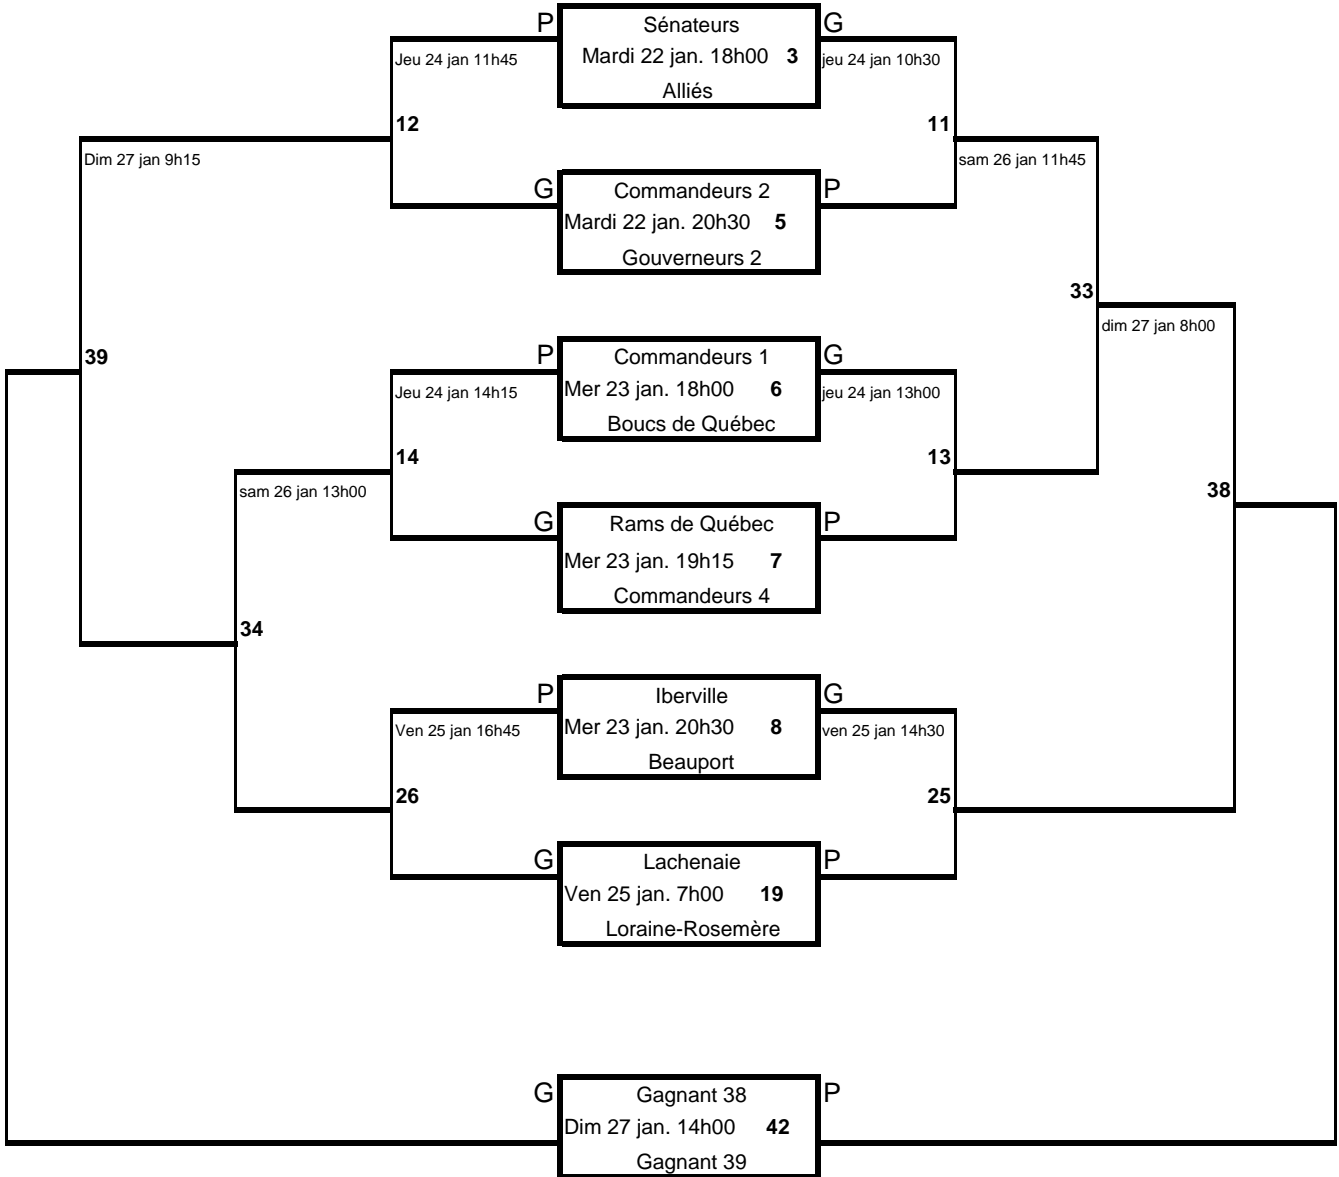 P Sénateurs G
Jeu 24 jan 11h45 Mardi 22 jan. 18h00 3 jeu 24 jan 10h30
Alliés
12 11
Dim 27 jan 9h15 sam 26 jan 11h45
G Commandeurs 2 P
Mardi 22 jan. 20h30 5
Gouverneurs 2
33
dim 27 jan 8h00
39 P Commandeurs 1 G
Jeu 24 jan 14h15 Mer 23 jan. 18h00 6 jeu 24 jan 13h00
Boucs de Québec
14 13
sam 26 jan 13h00 38
G Rams de Québec P
Mer 23 jan. 19h15 7
Commandeurs 4
34
P Iberville G
Ven 25 jan 16h45 Mer 23 jan. 20h30 8 ven 25 jan 14h30
Beauport
26 25
G Lachenaie P
Ven 25 jan. 7h00 19
Loraine-Rosemère
G Gagnant 38 P
Dim 27 jan. 14h00 42
Gagnant 39